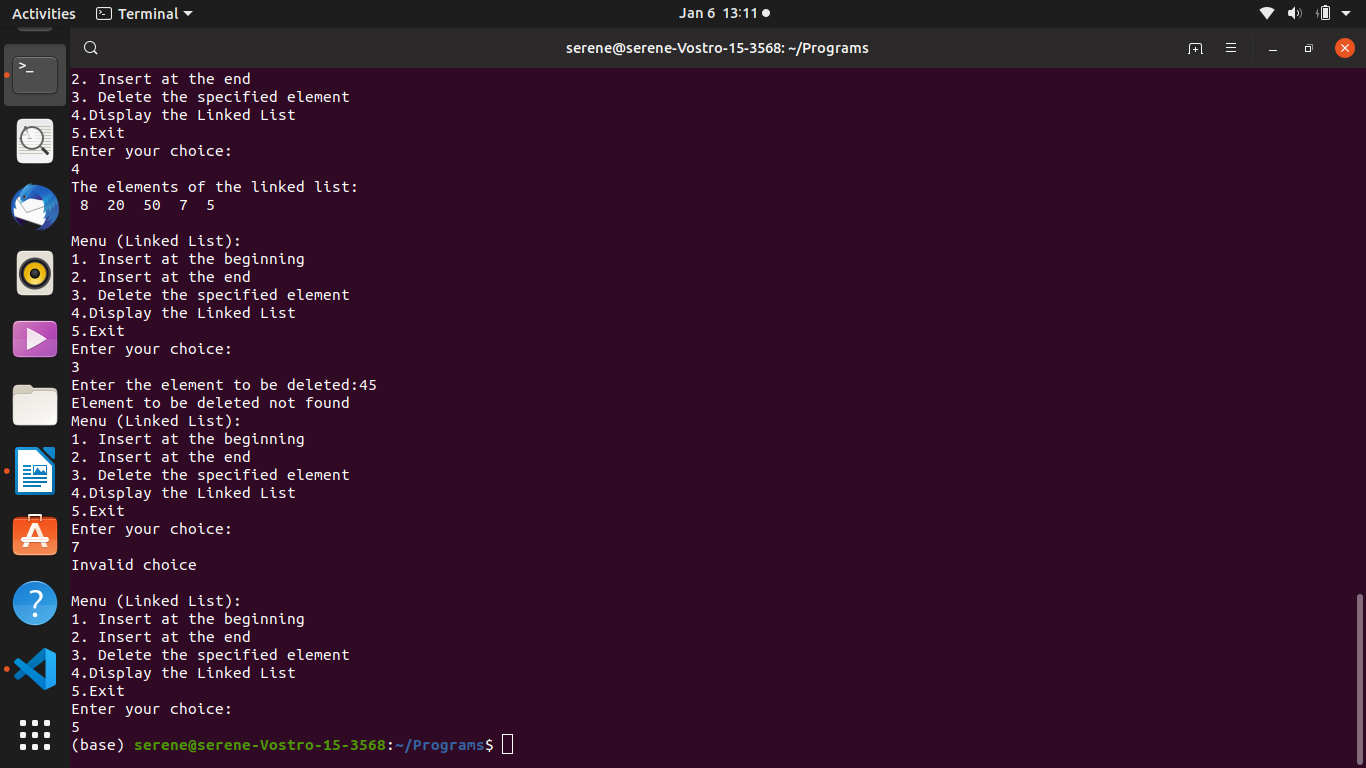 Activities Terminal Jan 6 13:11
serene@serene-Vostro-15-3568: ~/Programs
2. Insert at the end
3. Delete the specified element
4.Display the Linked List
5.Exit
Enter your choice:
4
The elements of the linked list:
8 20 50 7 5
Menu (Linked List):
1. Insert at the beginning
2. Insert at the end
3. Delete the specified element
4.Display the Linked List
5.Exit
Enter your choice:
3
Enter the element to be deleted:45
Element to be deleted not found
Menu (Linked List):
1. Insert at the beginning
2. Insert at the end
3. Delete the specified element
4.Display the Linked List
5.Exit
Enter your choice:
7
Invalid choice
Menu (Linked List):
1. Insert at the beginning
2. Insert at the end
3. Delete the specified element
4.Display the Linked List
5.Exit
Enter your choice:
5
(base) serene@serene-Vostro-15-3568:~/Programs$